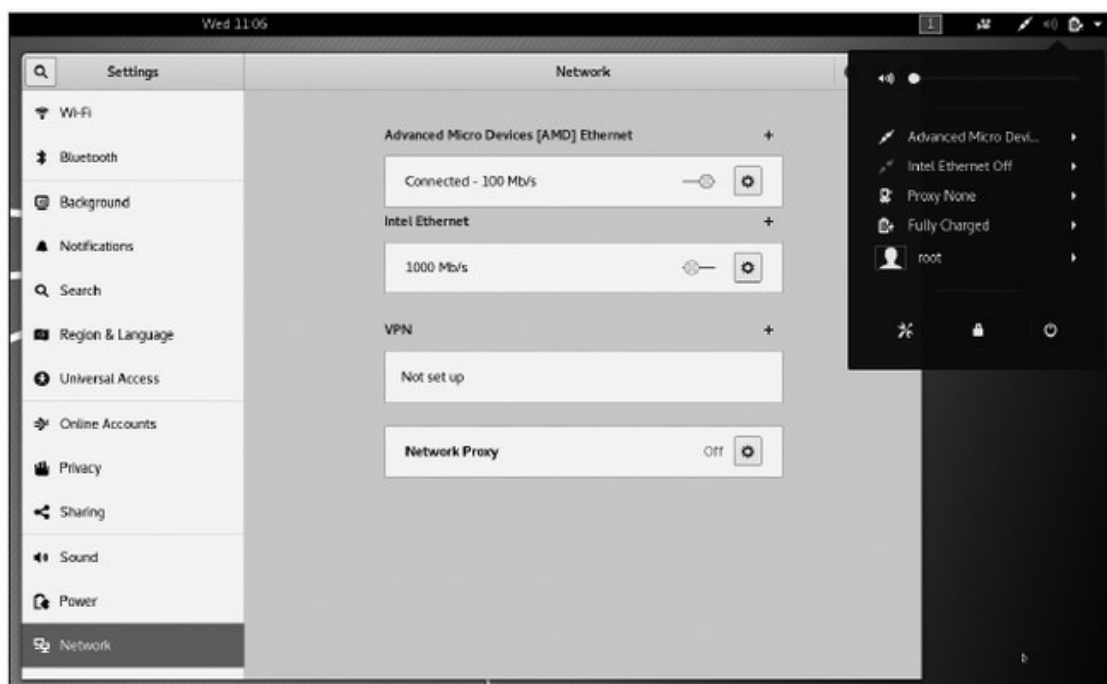 Wed 11:06
1
Settings
Network
Wi-Fi
Bluetooth
Background
Notifications
Search
Region & Language
Universal Access
Online Accounts
Privacy
Sharing
Sound
Power
Network
Advanced Micro Devices [AMD] Ethernet
Connected - 100 Mb/s
Intel Ethernet
1000 Mb/s
VPN
Not set up
Network Proxy
Off
Advanced Micro Devi...
Intel Ethernet Off
Proxy None
Fully Charged
root